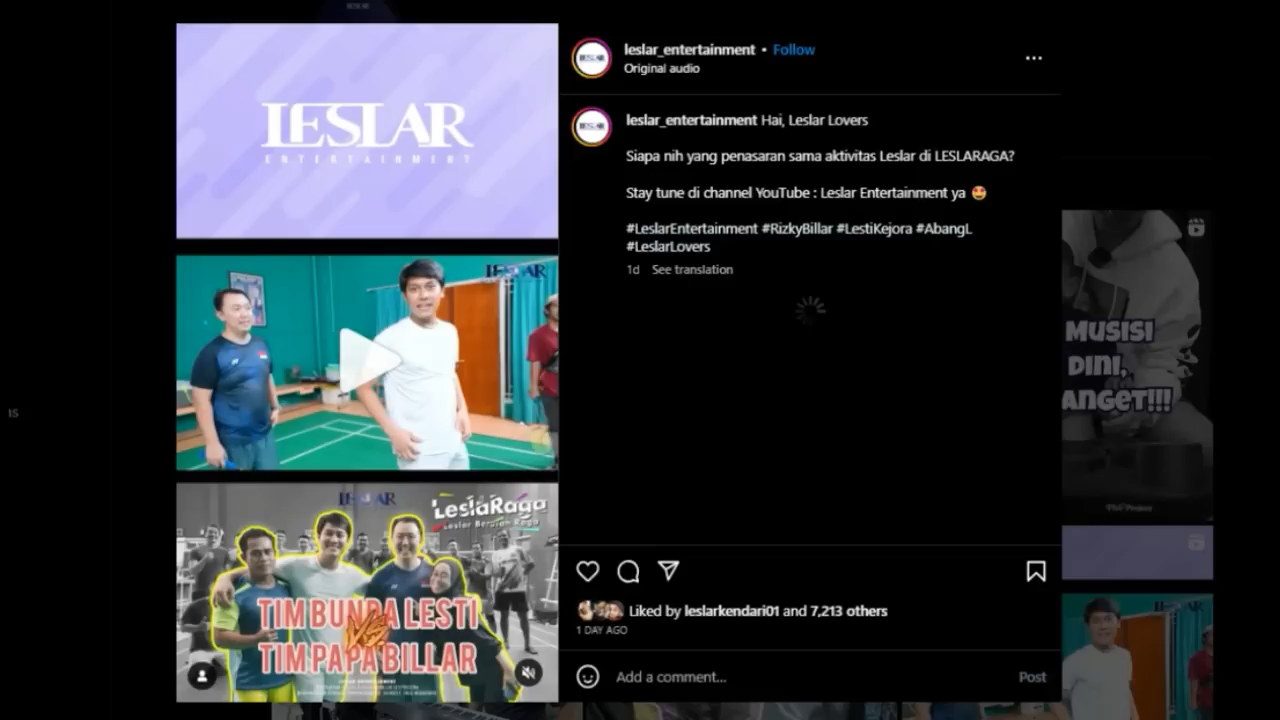 LESLAR
ENTERTAINMENT
leslar_entertainment • Follow
Original audio
leslar_entertainment Hai, Leslar Lovers
Siapa nih yang penasaran sama aktivitas Leslar di LESLARAGA?
Stay tune di channel YouTube : Leslar Entertainment ya 😍
#LeslarEntertainment #RizkyBillar #LestiKejora #AbangL
#LeslarLovers
1d See translation
LESLAR
LESLAR
LeslaRaga
Leslar Berolah Raga
TIM BUNDA LESTI
VS
TIM PAPA BILLAR
Liked by leslarkendari01 and 7,213 others
1 DAY AGO
Add a comment...
Post
MUSISI
DINI,
ANGET!!!
LESLAR